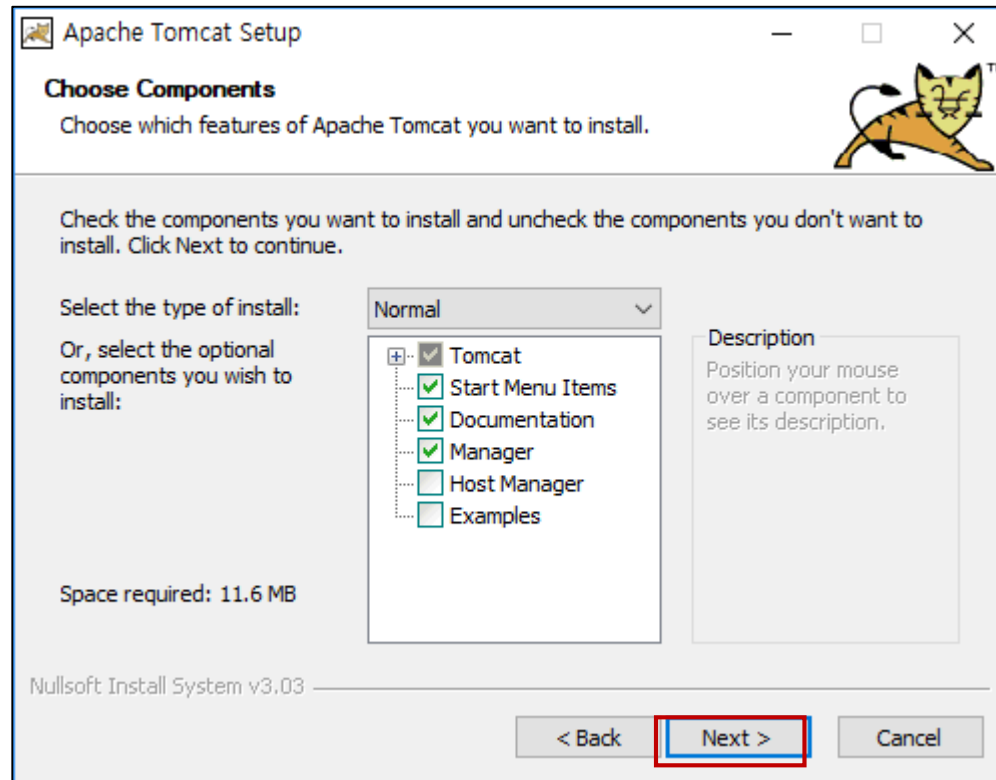 Apache Tomcat Setup
Choose Components
Choose which features of Apache Tomcat you want to install.
TM
Check the components you want to install and uncheck the components you don't want to
install. Click Next to continue.
Select the type of install:
Normal
Or, select the optional
components you wish to
install:
Tomcat
Start Menu Items
Documentation
Manager
Host Manager
Examples
Description
Position your mouse
over a component to
see its description.
Space required: 11.6 MB
Nullsoft Install System v3.03
< Back
Next >
Cancel